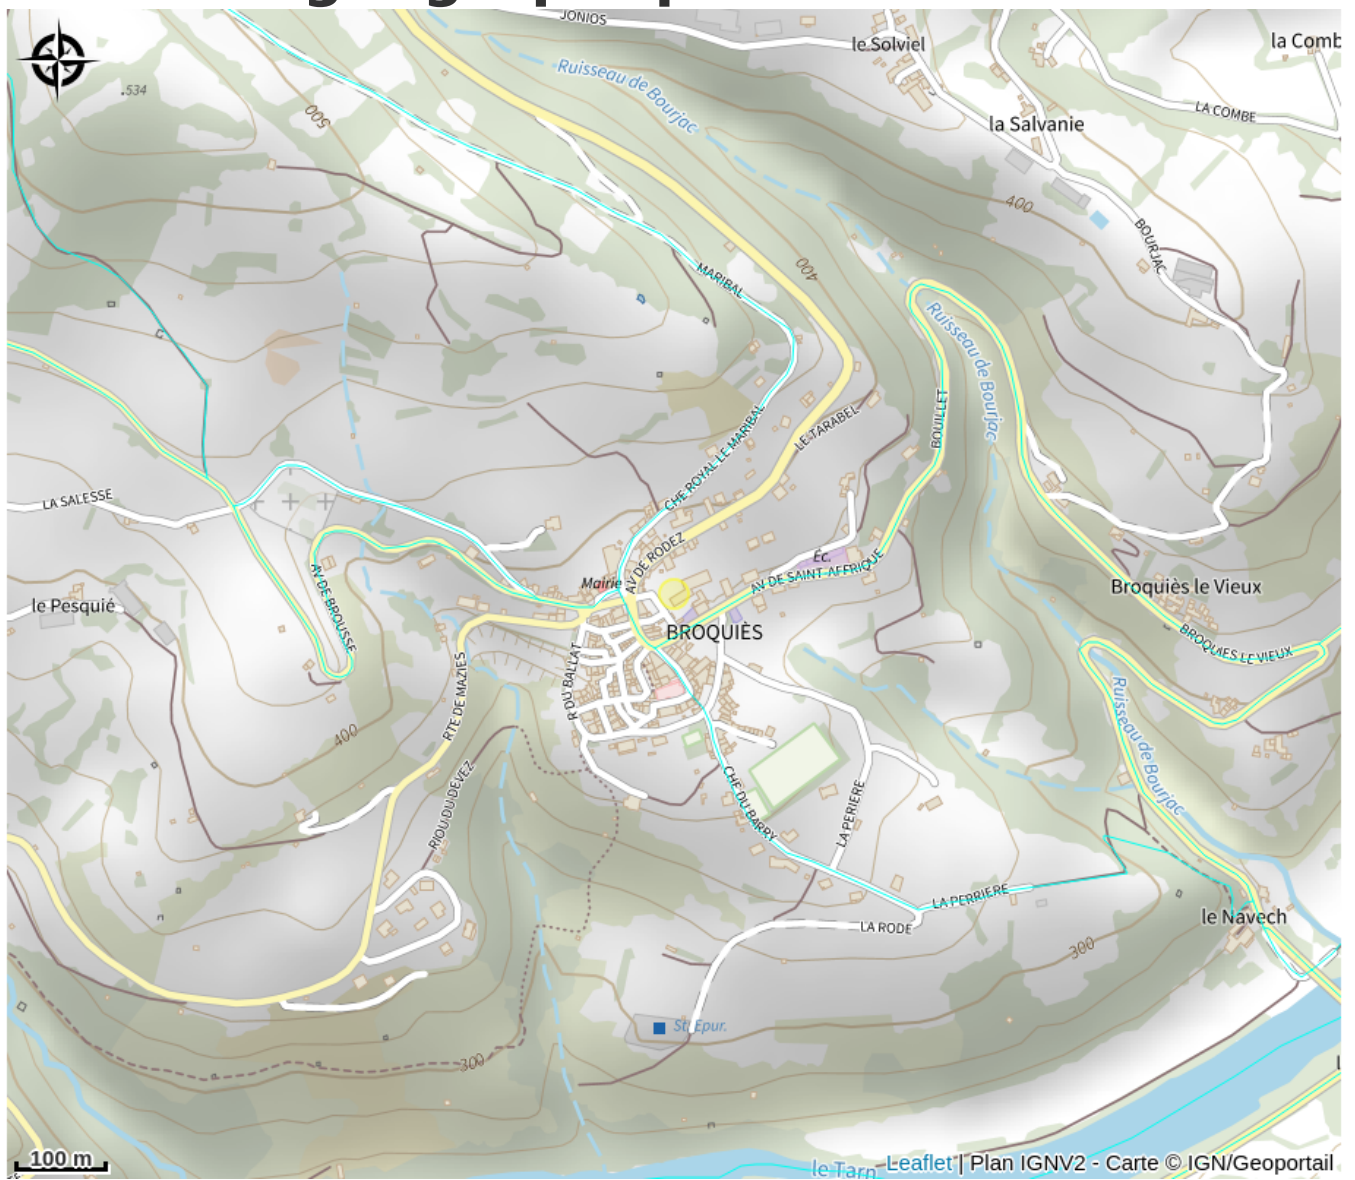 JONIOS
le Solviel
la Comb
Ruisseau de Bourjac
.534
500
LA COMBE
la Salvanie
400
BOURJAC
MARIBAL
400
Ruisseau de Bourjac
BOUILLET
LE TARABEL
CHE ROYAL LE MARIBAL
LA SALESSE
AV DE RODEZ
Éc.
AV DE SAINT AFFRIQUE
Mairie
AV DE BROUSSE
le Pesquié
Broquiès le Vieux
BROQUIÈS
BROQUIES LE VIEUX
R DU BALLAT
RTE DE MAZIES
400
Ruisseau de Bourjac
RIOU DU DEVEZ
CHE DU BARRY
LA PERIERE
LA PERRIERE
le Navech
LA RODE
300
St. Epur.
300
100 m
le Tarn
Leaflet | Plan IGNV2 - Carte © IGN/Geoportail